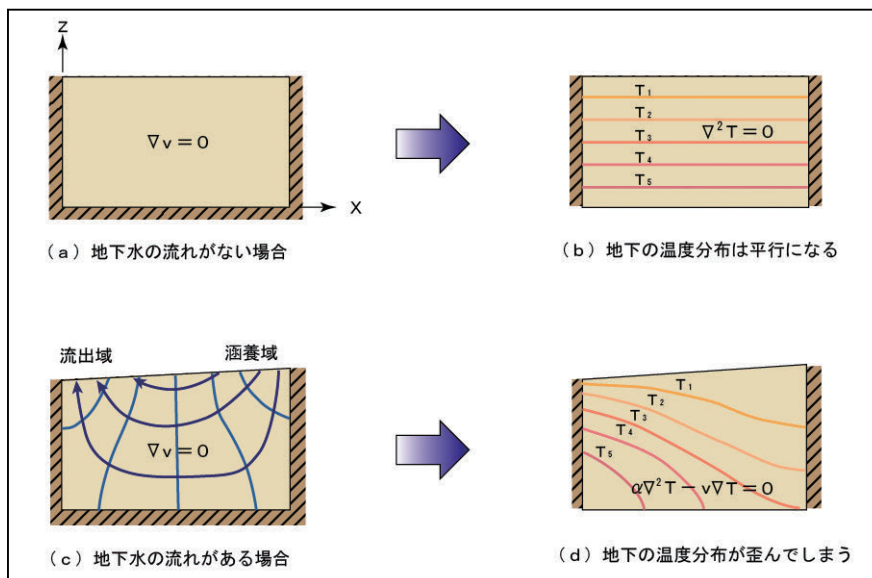 Z
∇v=0
X
(a)地下水の流れがない場合
T₁
T₂
T₃
∇²T=0
T₄
T₅
(b)地下の温度分布は平行になる
流出域
涵養域
∇v=0
(c)地下水の流れがある場合
T₁
T₂
T₃
T₄
T₅
α∇²T-v∇T=0
(d)地下の温度分布が歪んでしまう